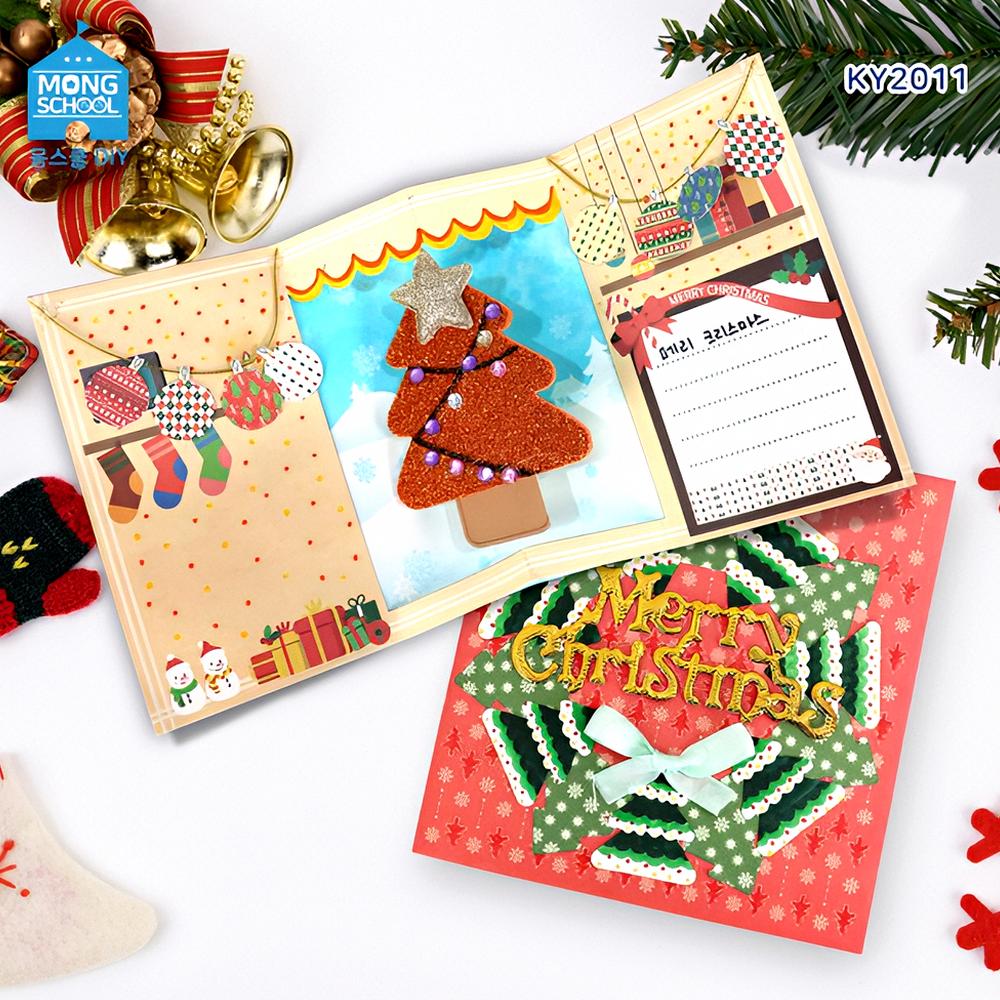 MONG
SCHOOL
몽스쿨 DIY
KY2011
MERRY CHRISTMAS
메리 크리스마스
Merry
Christmas